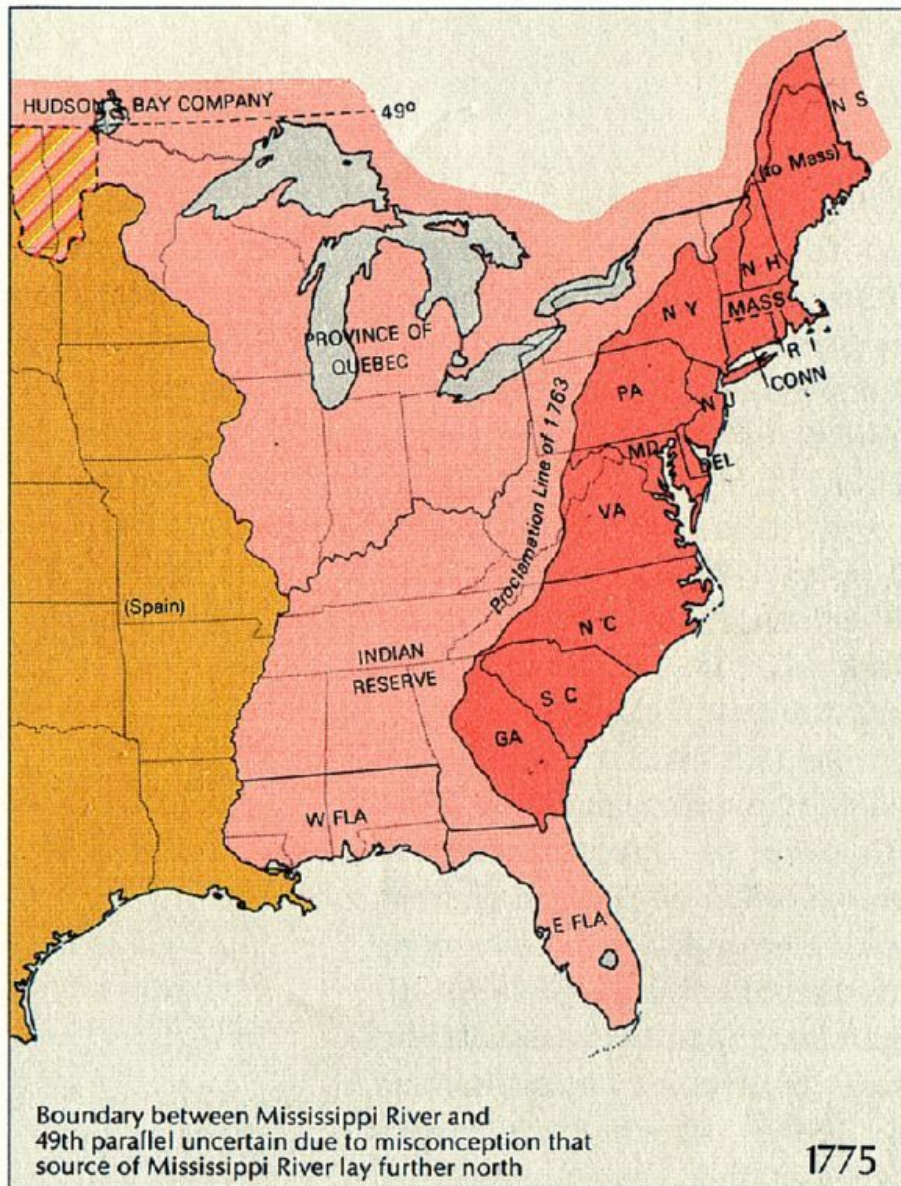 HUDSON'S BAY COMPANY
49º
N S
(to Mass)
N H
N Y
MASS
R I
CONN
PROVINCE OF
QUEBEC
PA
N J
Proclamation Line of 1763
MD
DEL
VA
(Spain)
N C
INDIAN
RESERVE
S C
GA
W FLA
E FLA
Boundary between Mississippi River and
49th parallel uncertain due to misconception that
source of Mississippi River lay further north
1775